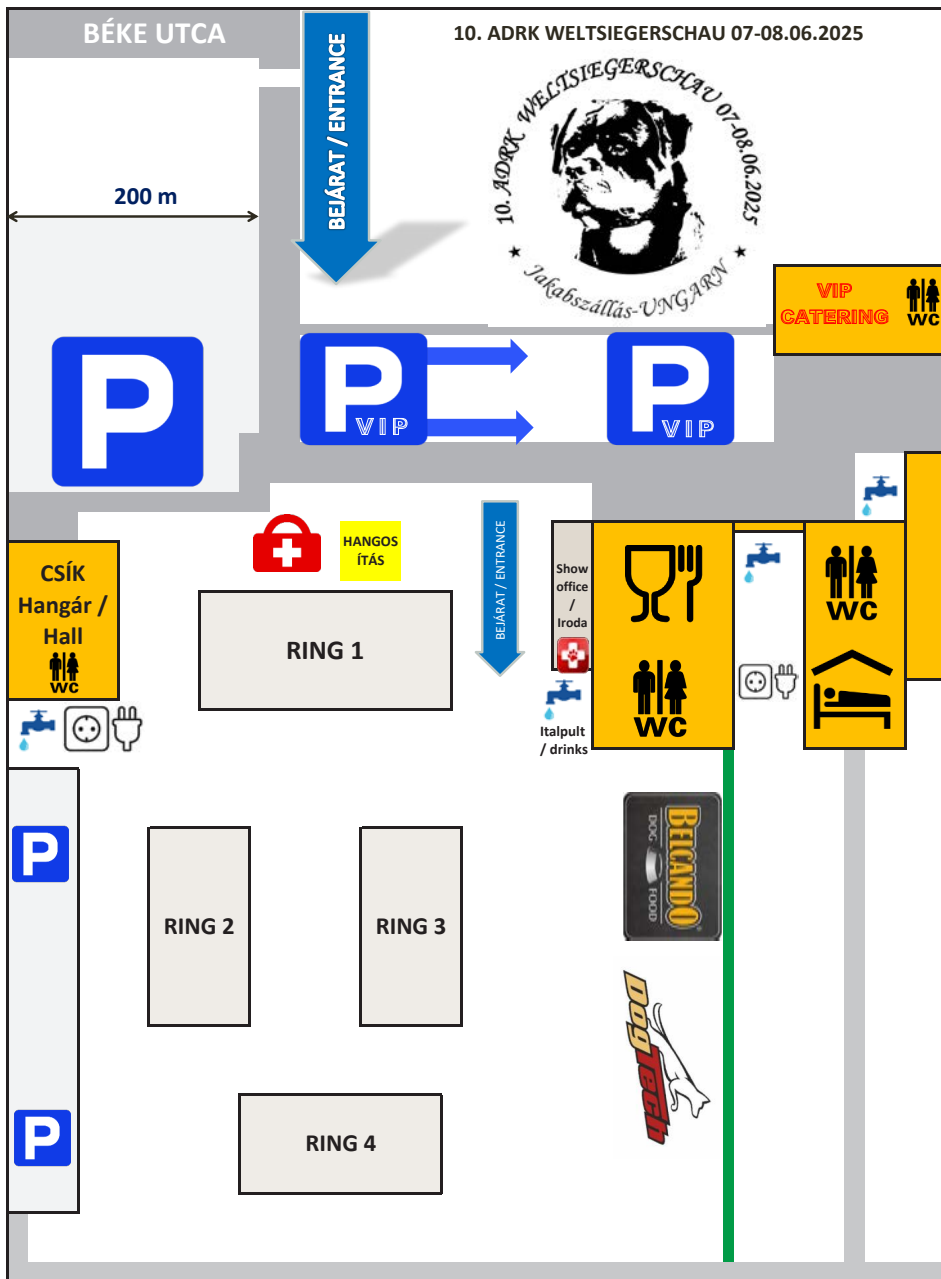 BÉKE UTCA
10. ADRK WELTSIEGERSCHAU 07-08.06.2025
BEJÁRAT / ENTRANCE
10. ADRK WELTSIEGERSCHAU 07-08.06.2025
Jakabszállás-UNGARN
200 m
VIP
CATERING
WC
P
P
VIP
P
VIP
HANGOS
ÍTÁS
BEJÁRAT / ENTRANCE
Show
office
/
Iroda
CSÍK
Hangár /
Hall
WC
RING 1
WC
WC
Italpult
/ drinks
P
BELCANDO®
DOG FOOD
RING 2
RING 3
DogTech
P
RING 4